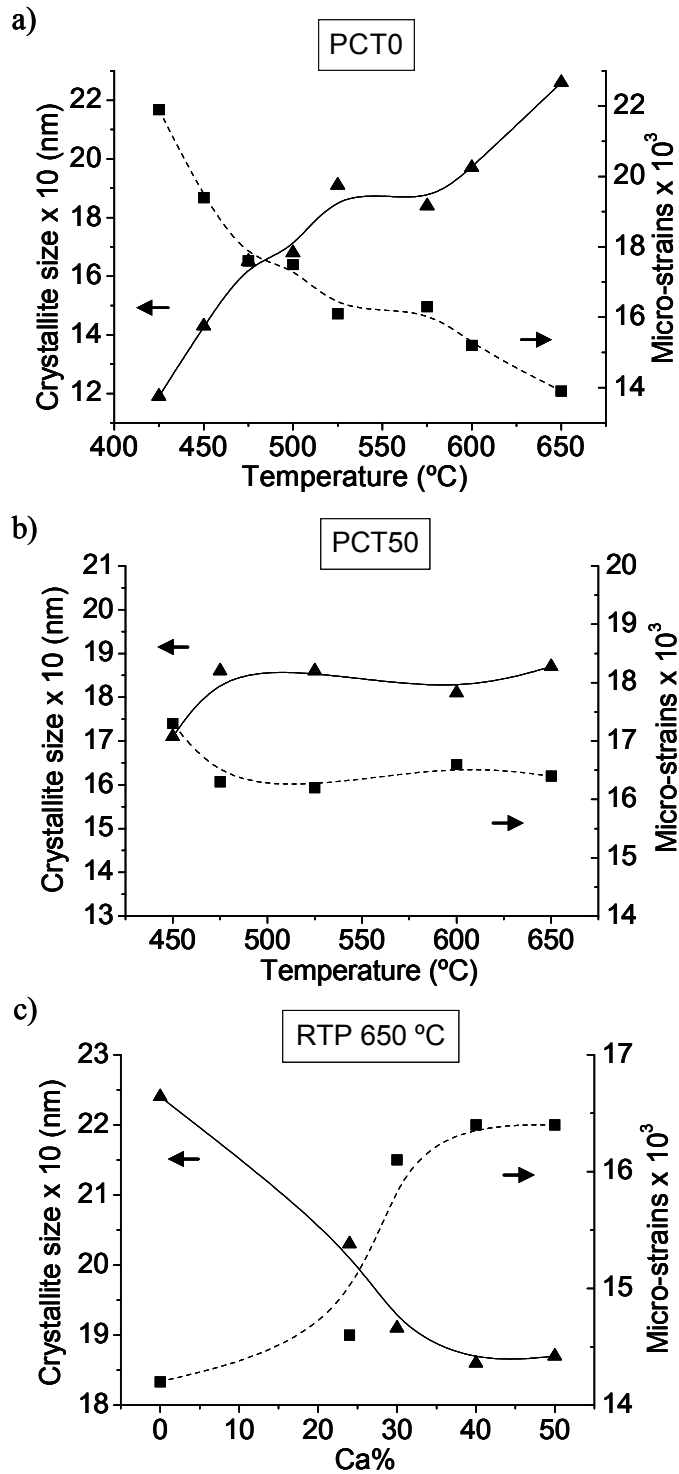 a)
PCT0
Crystallite size x 10 (nm)
22
20
18
16
14
12
22
20
18
16
14
Micro-strains x 10³
400 450 500 550 600 650
Temperature (ºC)
b)
PCT50
Crystallite size x 10 (nm)
21
20
19
18
17
16
15
14
13
20
19
18
17
16
15
14
Micro-strains x 10³
450 500 550 600 650
Temperature (ºC)
c)
RTP 650 ºC
Crystallite size x 10 (nm)
23
22
21
20
19
18
17
16
15
14
Micro-strains x 10³
0 10 20 30 40 50
Ca%